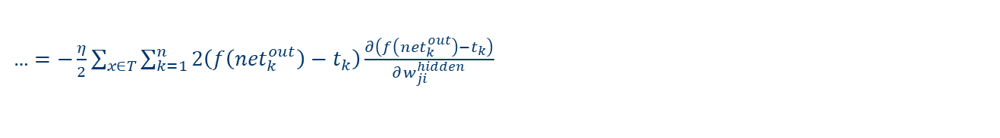 ... = −η/2 ∑_{x∈T} ∑_{k=1}^{n} 2(f(net_k^{out}) − t_k) ∂(f(net_k^{out})−t_k)/∂w_{ji}^{hidden}